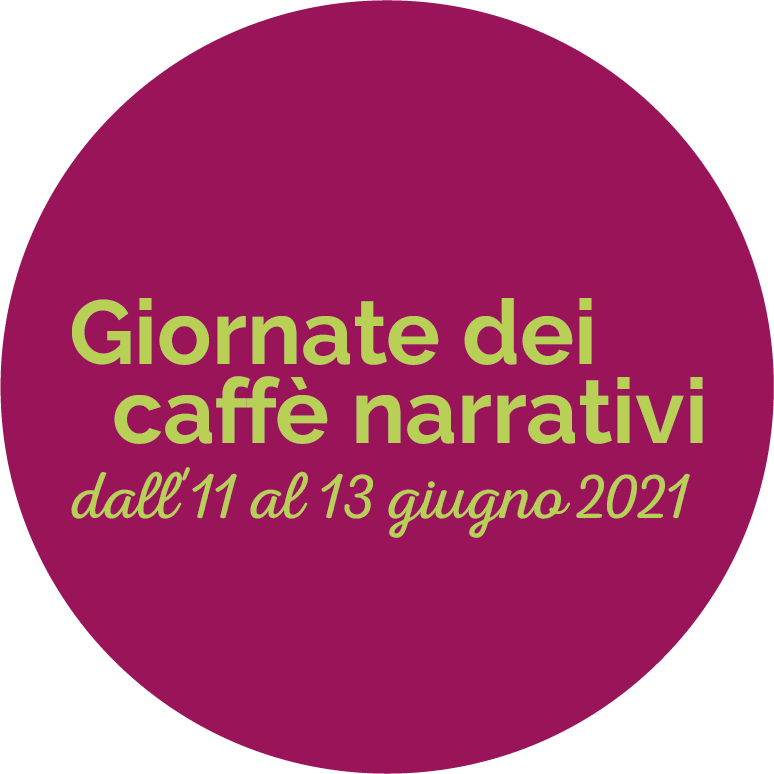 Giornate dei
caffè narrativi
dall'11 al 13 giugno 2021